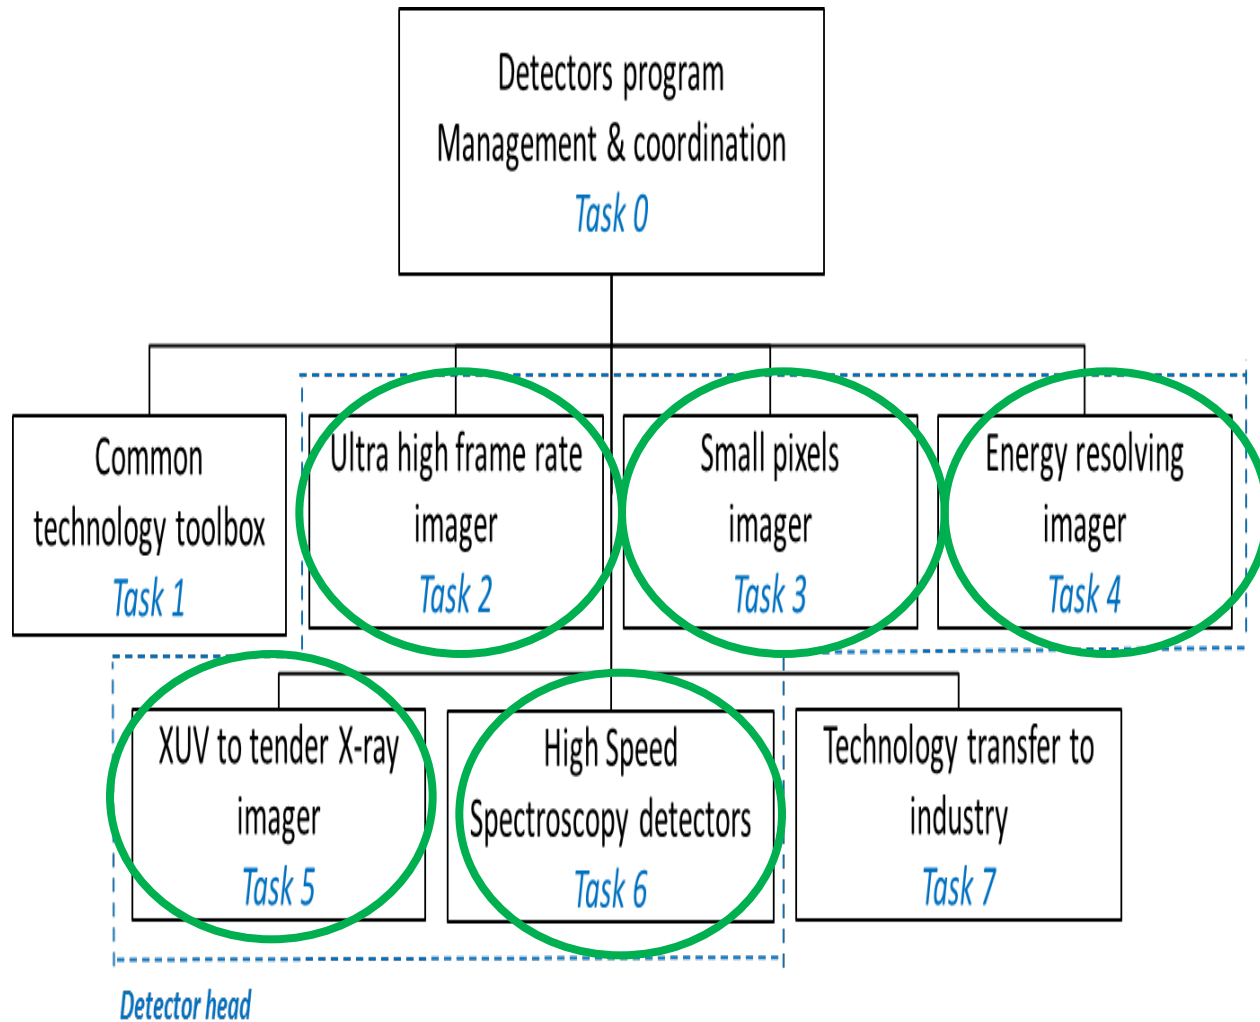 Detectors program
Management & coordination
Task 0
Common
technology toolbox
Task 1
Ultra high frame rate
imager
Task 2
Small pixels
imager
Task 3
Energy resolving
imager
Task 4
XUV to tender X-ray
imager
Task 5
High Speed
Spectroscopy detectors
Task 6
Technology transfer to
industry
Task 7
Detector head